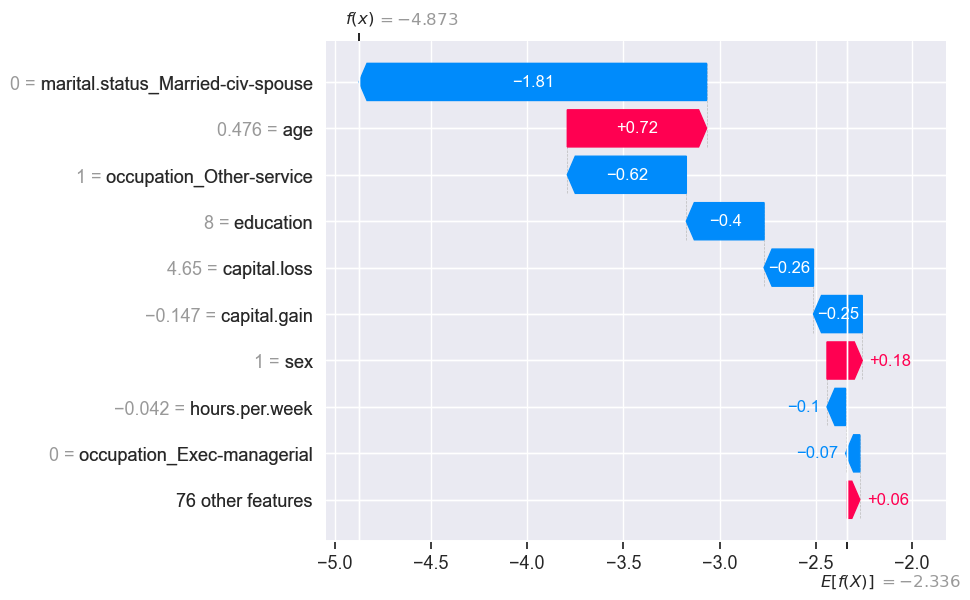 f(x) = −4.873
0 = marital.status_Married-civ-spouse −1.81
0.476 = age +0.72
1 = occupation_Other-service −0.62
8 = education −0.4
4.65 = capital.loss −0.26
−0.147 = capital.gain −0.25
1 = sex +0.18
−0.042 = hours.per.week −0.1
0 = occupation_Exec-managerial −0.07
76 other features +0.06
−5.0 −4.5 −4.0 −3.5 −3.0 −2.5 −2.0
E[f(X)] = −2.336